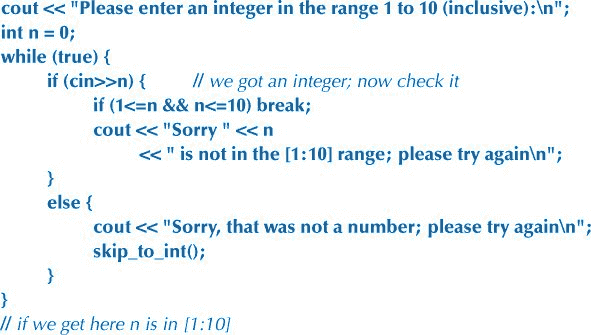 cout << "Please enter an integer in the range 1 to 10 (inclusive):\n";
int n = 0;
while (true) {
if (cin>>n) { // we got an integer; now check it
if (1<=n && n<=10) break;
cout << "Sorry " << n
<< " is not in the [1:10] range; please try again\n";
}
else {
cout << "Sorry, that was not a number; please try again\n";
skip_to_int();
}
}
// if we get here n is in [1:10]